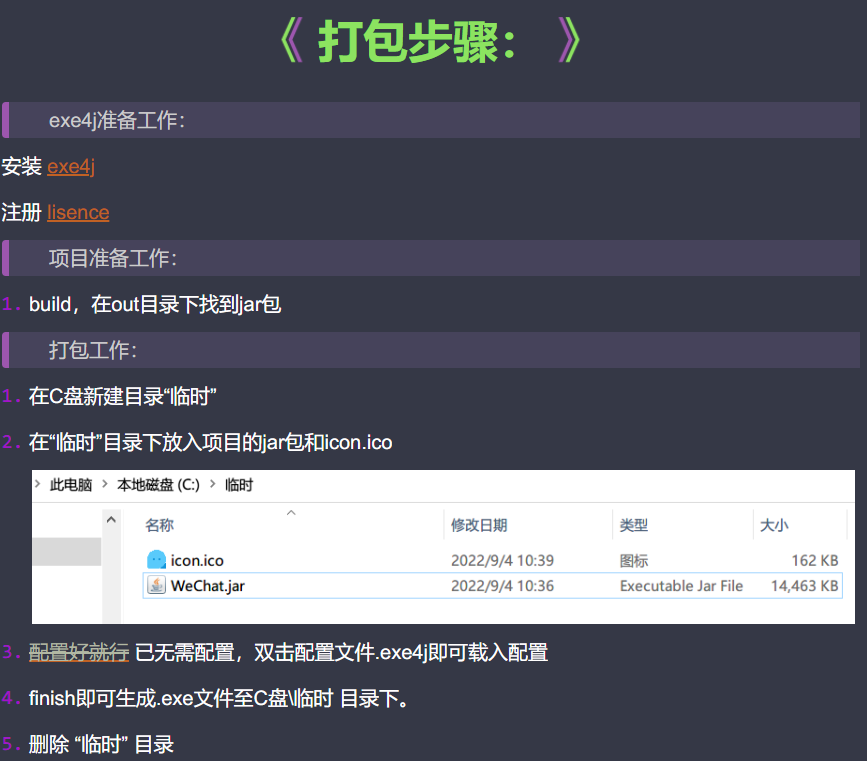 《 打包步骤： 》
exe4j准备工作：
安装 exe4j
注册 lisence
项目准备工作：
1. build，在out目录下找到jar包
打包工作：
1. 在C盘新建目录“临时”
2. 在“临时”目录下放入项目的jar包和icon.ico
> 此电脑 > 本地磁盘 (C:) > 临时
名称 修改日期 类型 大小
icon.ico 2022/9/4 10:39 图标 162 KB
WeChat.jar 2022/9/4 10:36 Executable Jar File 14,463 KB
3. 配置好就行 已无需配置，双击配置文件.exe4j即可载入配置
4. finish即可生成.exe文件至C盘\临时 目录下。
5. 删除 “临时” 目录